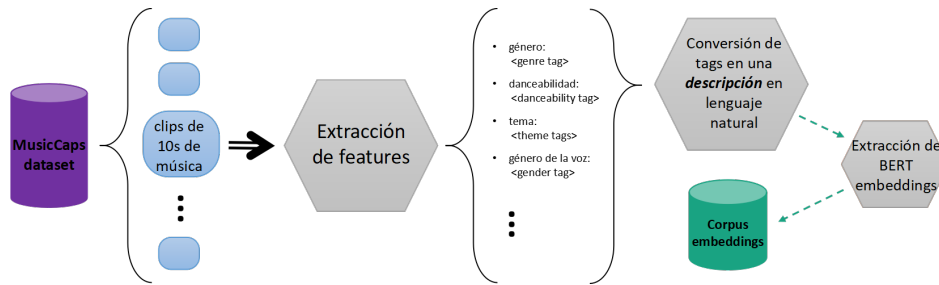 MusicCaps
dataset
clips de
10s de
música
Extracción
de features
• género:
<genre tag>
• danceabilidad:
<danceability tag>
• tema:
<theme tags>
• género de la voz:
<gender tag>
Conversión de
tags en una
descripción en
lenguaje
natural
Extracción de
BERT
embeddings
Corpus
embeddings